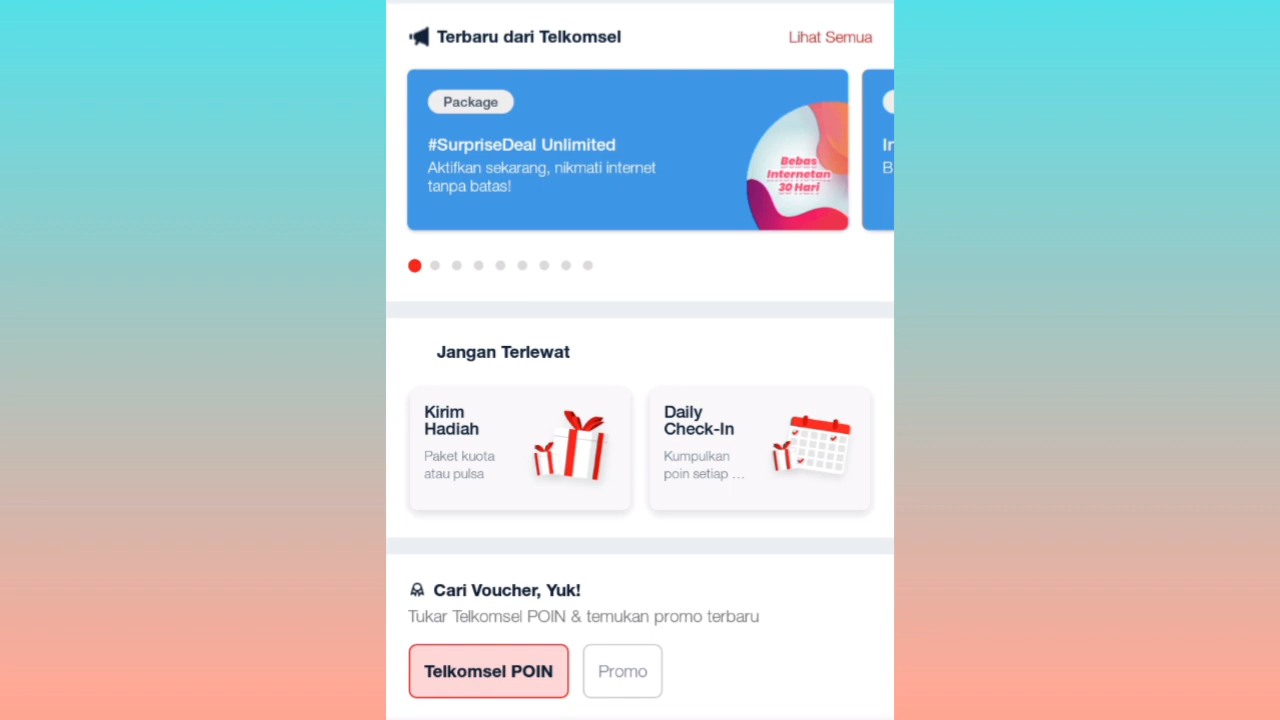 Terbaru dari Telkomsel
Lihat Semua
Package
#SurpriseDeal Unlimited
Aktifkan sekarang, nikmati internet
tanpa batas!
Bebas
Internetan
30 Hari
Jangan Terlewat
Kirim
Hadiah
Paket kuota
atau pulsa
Daily
Check-In
Kumpulkan
poin setiap ...
Cari Voucher, Yuk!
Tukar Telkomsel POIN & temukan promo terbaru
Telkomsel POIN
Promo